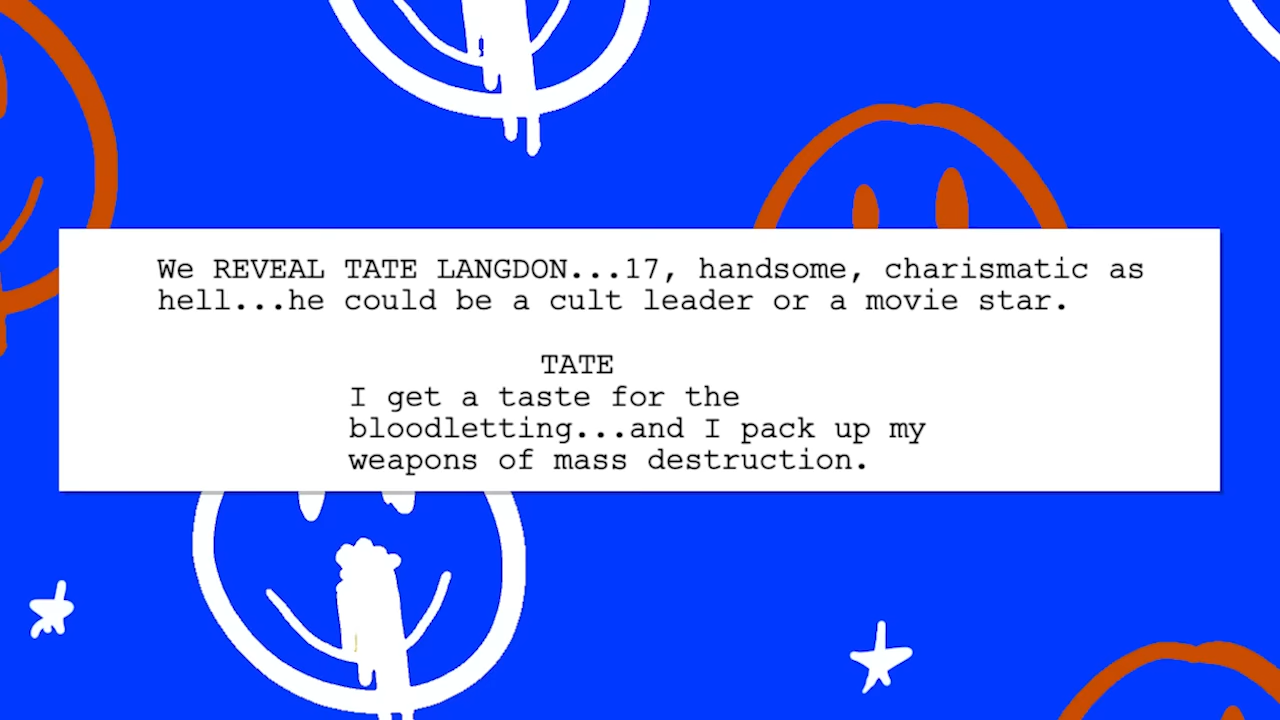 We REVEAL TATE LANGDON...17, handsome, charismatic as
hell...he could be a cult leader or a movie star.
TATE
I get a taste for the
bloodletting...and I pack up my
weapons of mass destruction.